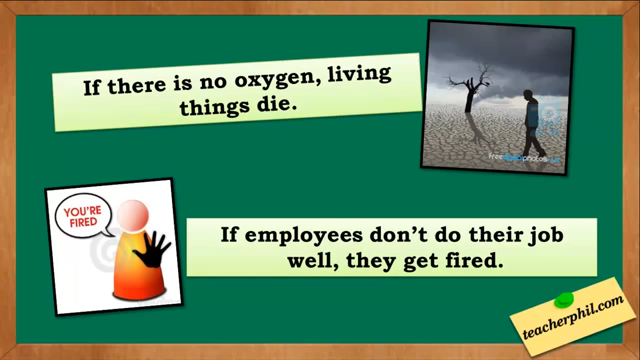 If there is no oxygen, living
things die.
YOU'RE
FIRED
If employees don't do their job
well, they get fired.
teacherphil.com